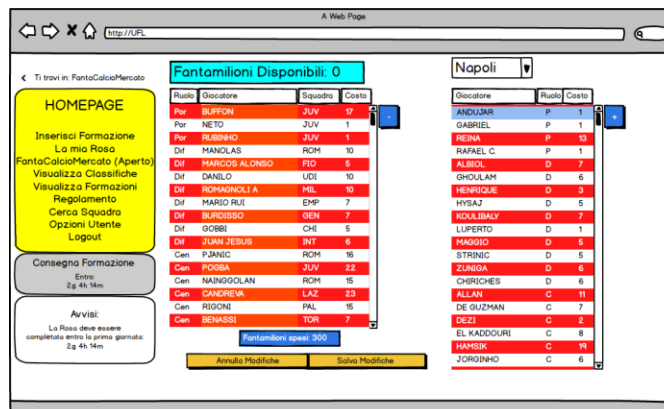 A Web Page
http://UFL
Ti trovi in: FantaCalcioMercato
HOMEPAGE
Inserisci Formazione
La mia Rosa
FantaCalcioMercato (Aperto)
Visualizza Classifiche
Visualizza Formazioni
Regolamento
Cerca Squadra
Opzioni Utente
Logout
Consegna Formazione
Entro:
2g 4h 14m
Avvisi:
La Rosa deve essere
completata entro la prima giornata:
2g 4h 14m
Fantamilioni Disponibili: 0
Ruolo Giocatore Squadra Costo
Por BUFFON JUV 17
Por NETO JUV 1
Por RUBINHO JUV 1
Dif MANOLAS ROM 10
Dif MARCOS ALONSO FIO 5
Dif DANILO UDI 10
Dif ROMAGNOLI A MIL 10
Dif MARIO RUI EMP 7
Dif BURDISSO GEN 7
Dif GOBBI CHI 5
Dif JUAN JESUS INT 6
Cen PJANIC ROM 16
Cen POGBA JUV 22
Cen NAINGGOLAN ROM 15
Cen CANDREVA LAZ 23
Cen RIGONI PAL 15
Cen BENASSI TOR 7
-
Fantamilioni spesi: 300
Annulla Modifiche Salva Modifiche
Napoli
Giocatore Ruolo Costo
ANDUJAR P 1
GABRIEL P 1
REINA P 13
RAFAEL C. P 1
ALBIOL D 7
GHOULAM D 6
HENRIQUE D 3
HYSAJ D 5
KOULIBALY D 7
LUPERTO D 1
MAGGIO D 5
STRINIC D 5
ZUNIGA D 6
CHIRICHES D 6
ALLAN C 11
DE GUZMAN C 7
DEZI C 2
EL KADDOURI C 8
HAMSIK C 19
JORGINHO C 6
+